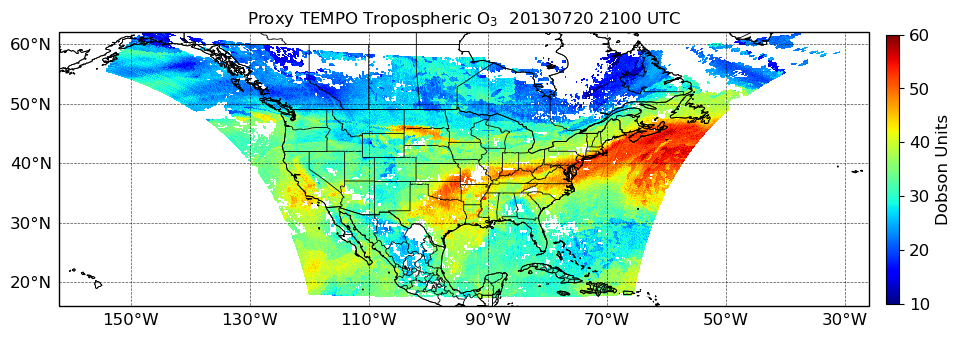 Proxy TEMPO Tropospheric O₃ 20130720 2100 UTC
60°N
50°N
40°N
30°N
20°N
150°W 130°W 110°W 90°W 70°W 50°W 30°W
60
50
40
30
20
10
Dobson Units